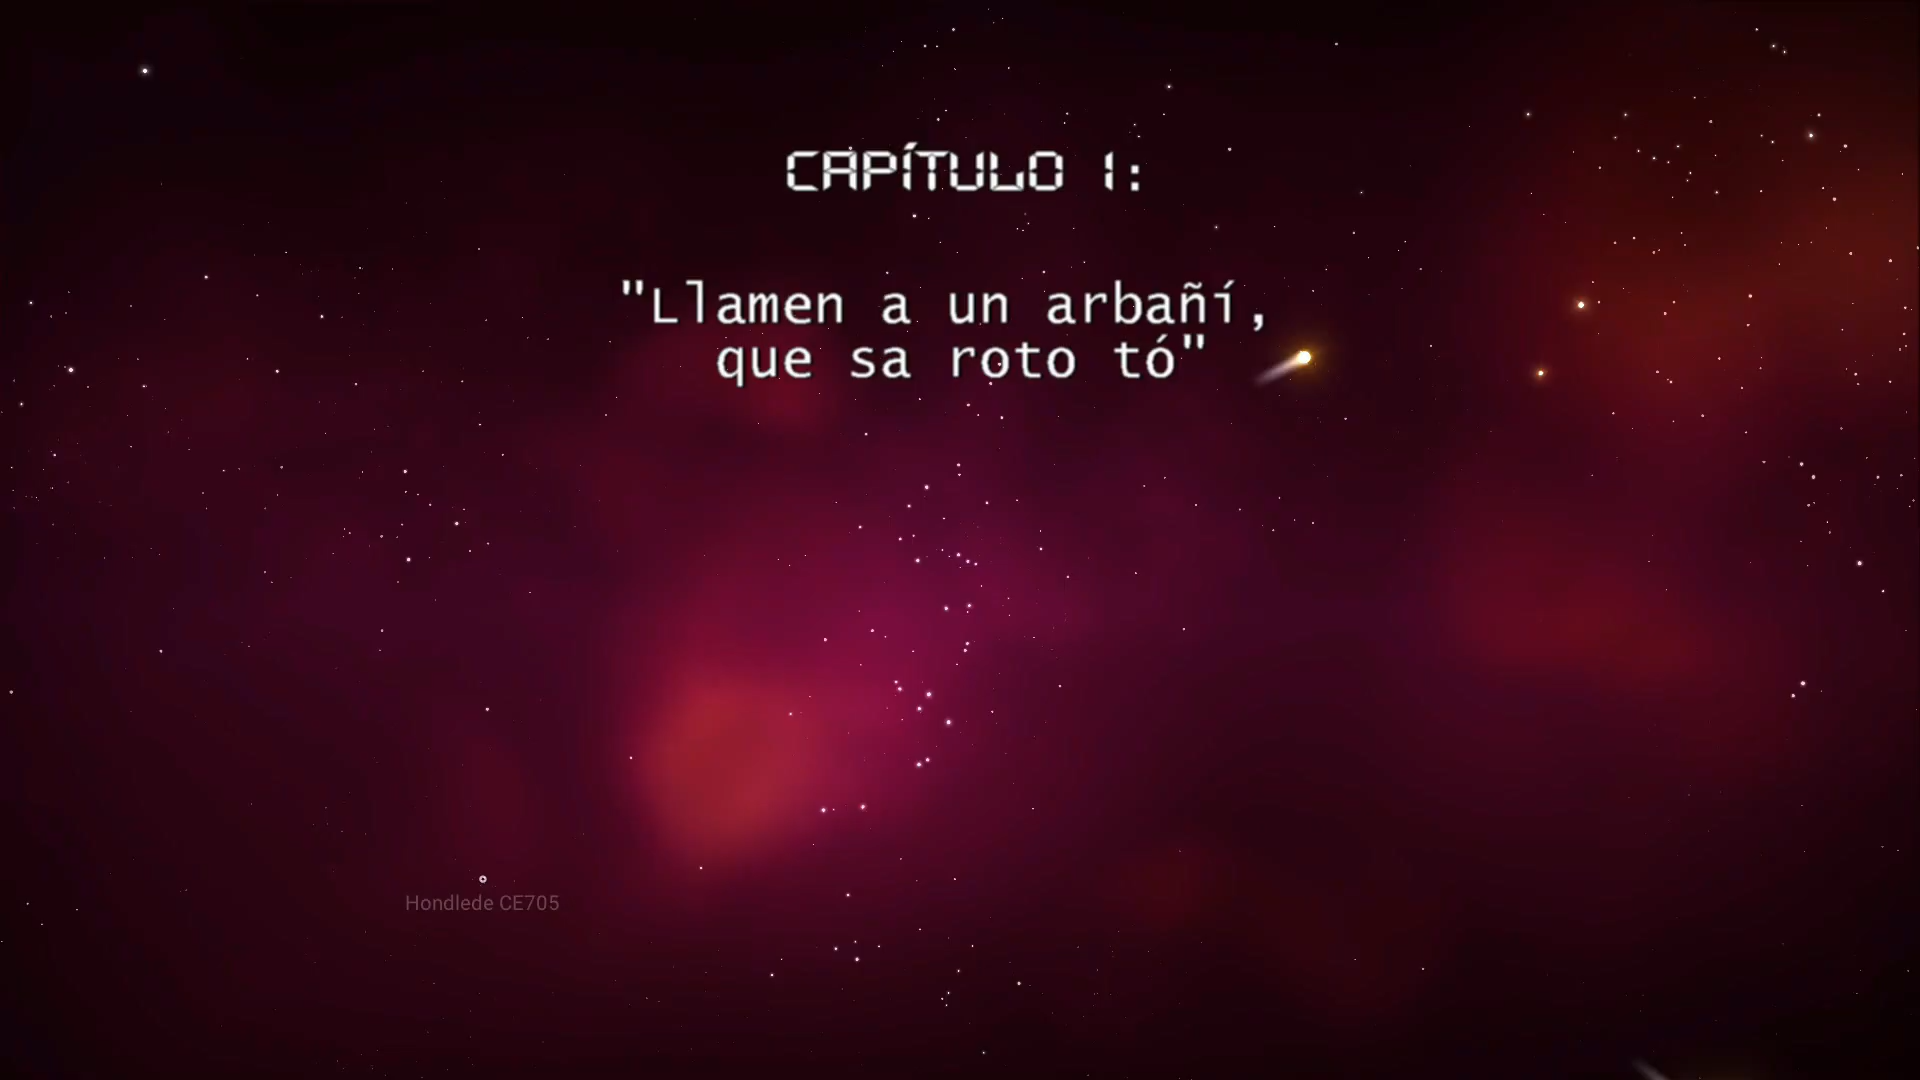 CAPÍTULO 1:
"Llamen a un arbañí,
que sa roto tó"
Hondlede CE705